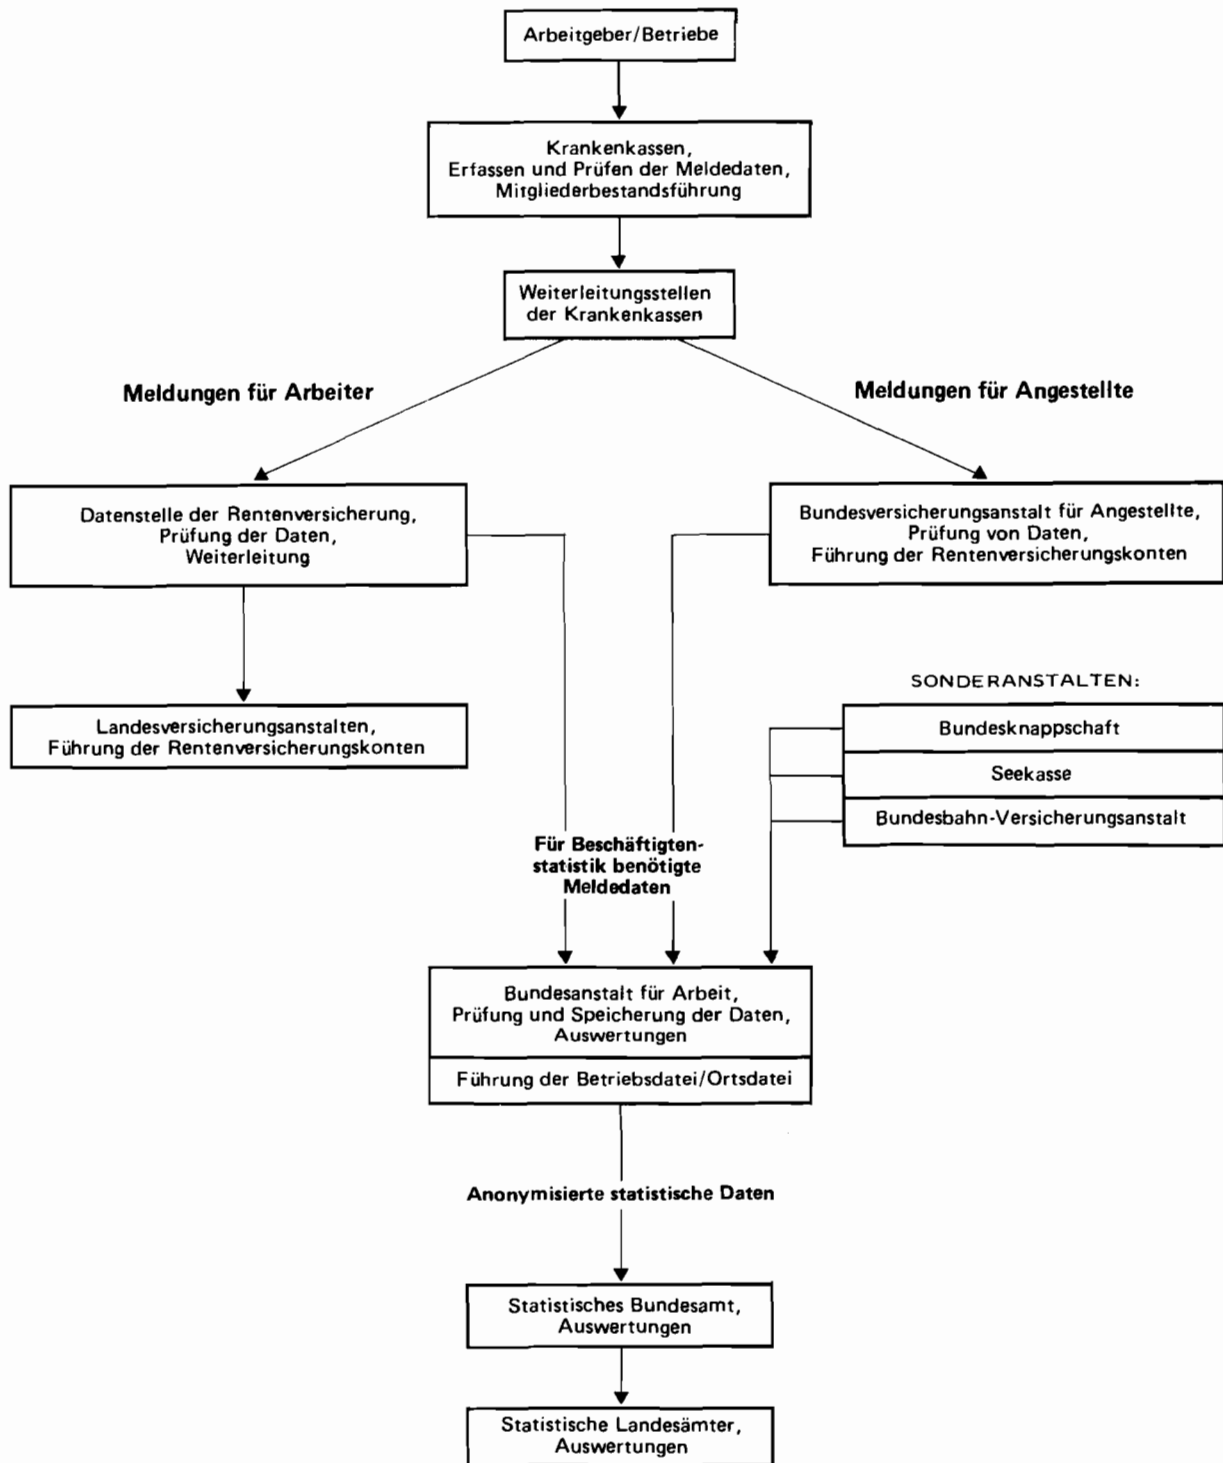 Arbeitgeber/Betriebe
Krankenkassen,
Erfassen und Prüfen der Meldedaten,
Mitgliederbestandsführung
Weiterleitungsstellen
der Krankenkassen
Meldungen für Arbeiter
Meldungen für Angestellte
Datenstelle der Rentenversicherung,
Prüfung der Daten,
Weiterleitung
Bundesversicherungsanstalt für Angestellte,
Prüfung von Daten,
Führung der Rentenversicherungskonten
Landesversicherungsanstalten,
Führung der Rentenversicherungskonten
SONDERANSTALTEN:
Bundesknappschaft
Seekasse
Bundesbahn-Versicherungsanstalt
Für Beschäftigten-
statistik benötigte
Meldedaten
Bundesanstalt für Arbeit,
Prüfung und Speicherung der Daten,
Auswertungen
Führung der Betriebsdatei/Ortsdatei
Anonymisierte statistische Daten
Statistisches Bundesamt,
Auswertungen
Statistische Landesämter,
Auswertungen